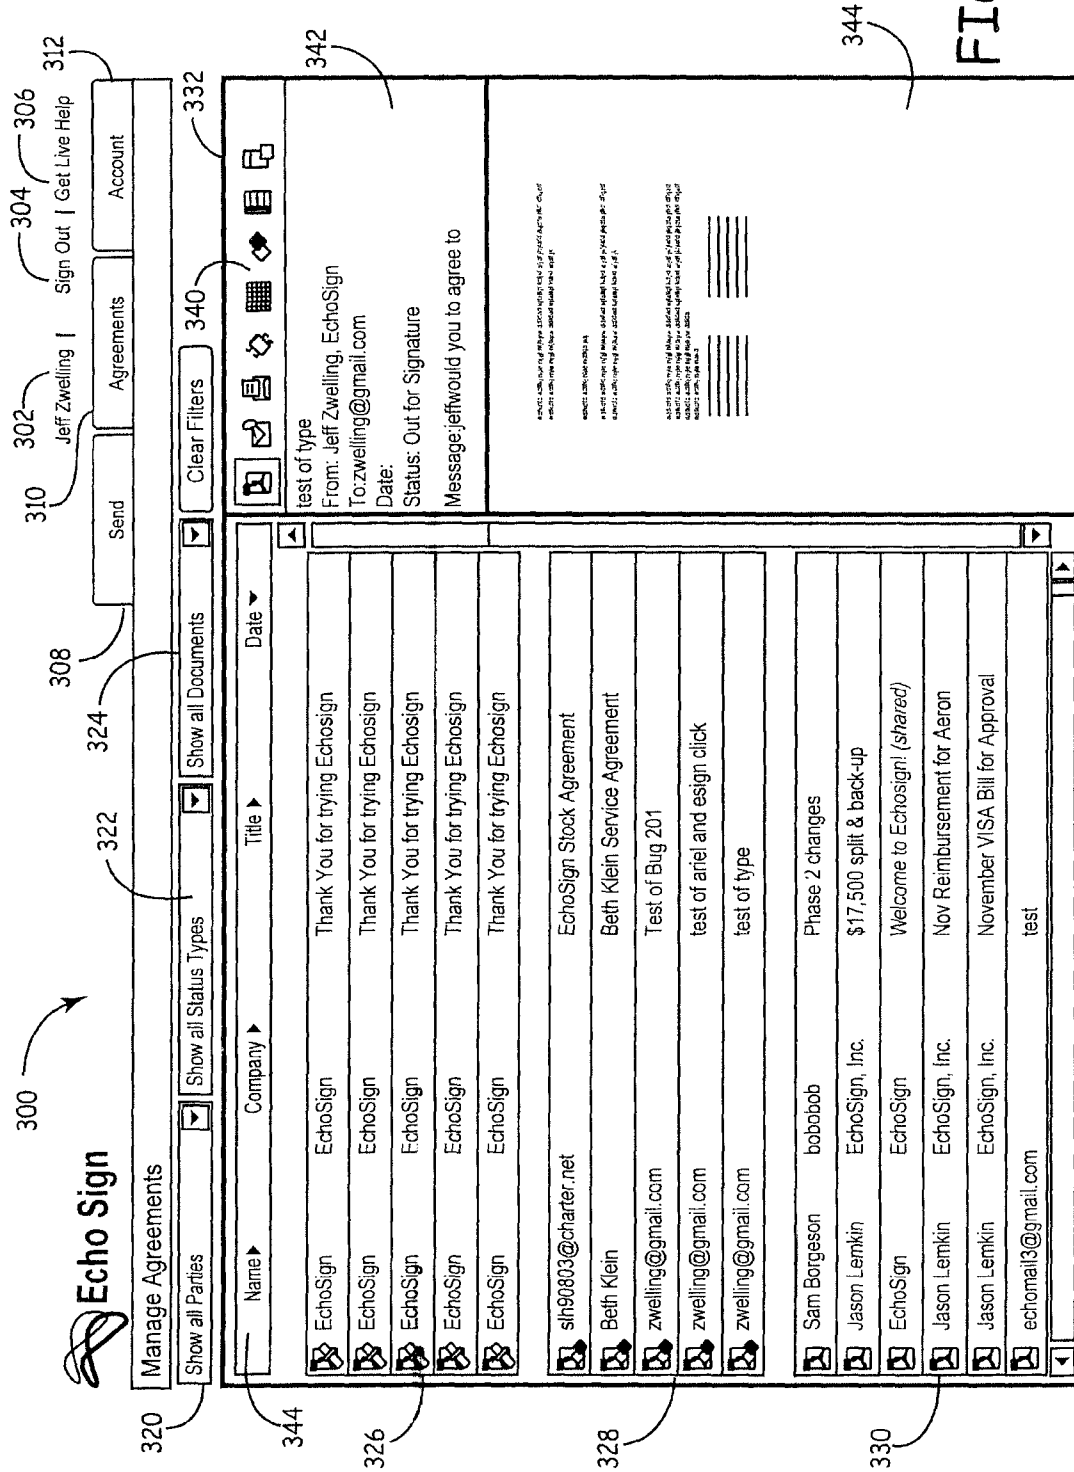 300
Echo Sign
302
304
306
Jeff Zwelling | Sign Out | Get Live Help
308
310
312
Send
Agreements
Account
Manage Agreements
320
322
324
Show all Parties
Show all Status Types
Show all Documents
Clear Filters
340
332
344
Name
Company
Title
Date
326
EchoSign EchoSign Thank You for trying Echosign
EchoSign EchoSign Thank You for trying Echosign
EchoSign EchoSign Thank You for trying Echosign
EchoSign EchoSign Thank You for trying Echosign
EchoSign EchoSign Thank You for trying Echosign
328
slh90803@charter.net EchoSign Stock Agreement
Beth Klein Beth Klein Service Agreement
zwelling@gmail.com Test of Bug 201
zwelling@gmail.com test of ariel and esign click
zwelling@gmail.com test of type
330
Sam Borgeson bobobob Phase 2 changes
Jason Lemkin EchoSign, Inc. $17,500 split & back-up
EchoSign EchoSign Welcome to Echosign! (shared)
Jason Lemkin EchoSign, Inc. Nov Reimbursement for Aeron
Jason Lemkin EchoSign, Inc. November VISA Bill for Approval
echomail3@gmail.com test
342
test of type
From: Jeff Zwelling, EchoSign
To:zwelling@gmail.com
Date:
Status: Out for Signature
Message:jeffwould you to agree to
344